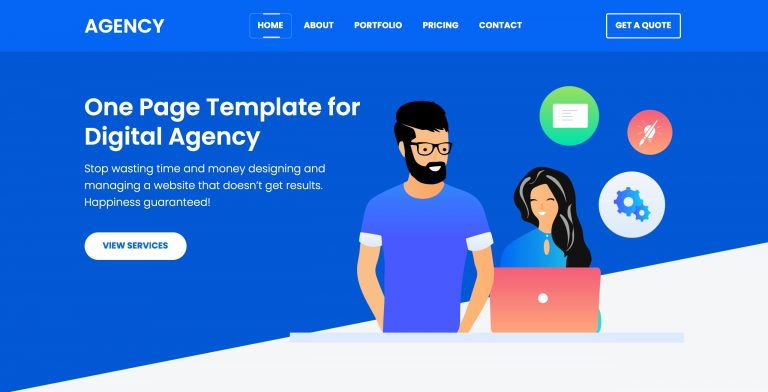 AGENCY
HOME ABOUT PORTFOLIO PRICING CONTACT
GET A QUOTE
One Page Template for
Digital Agency
Stop wasting time and money designing and
managing a website that doesn’t get results.
Happiness guaranteed!
VIEW SERVICES